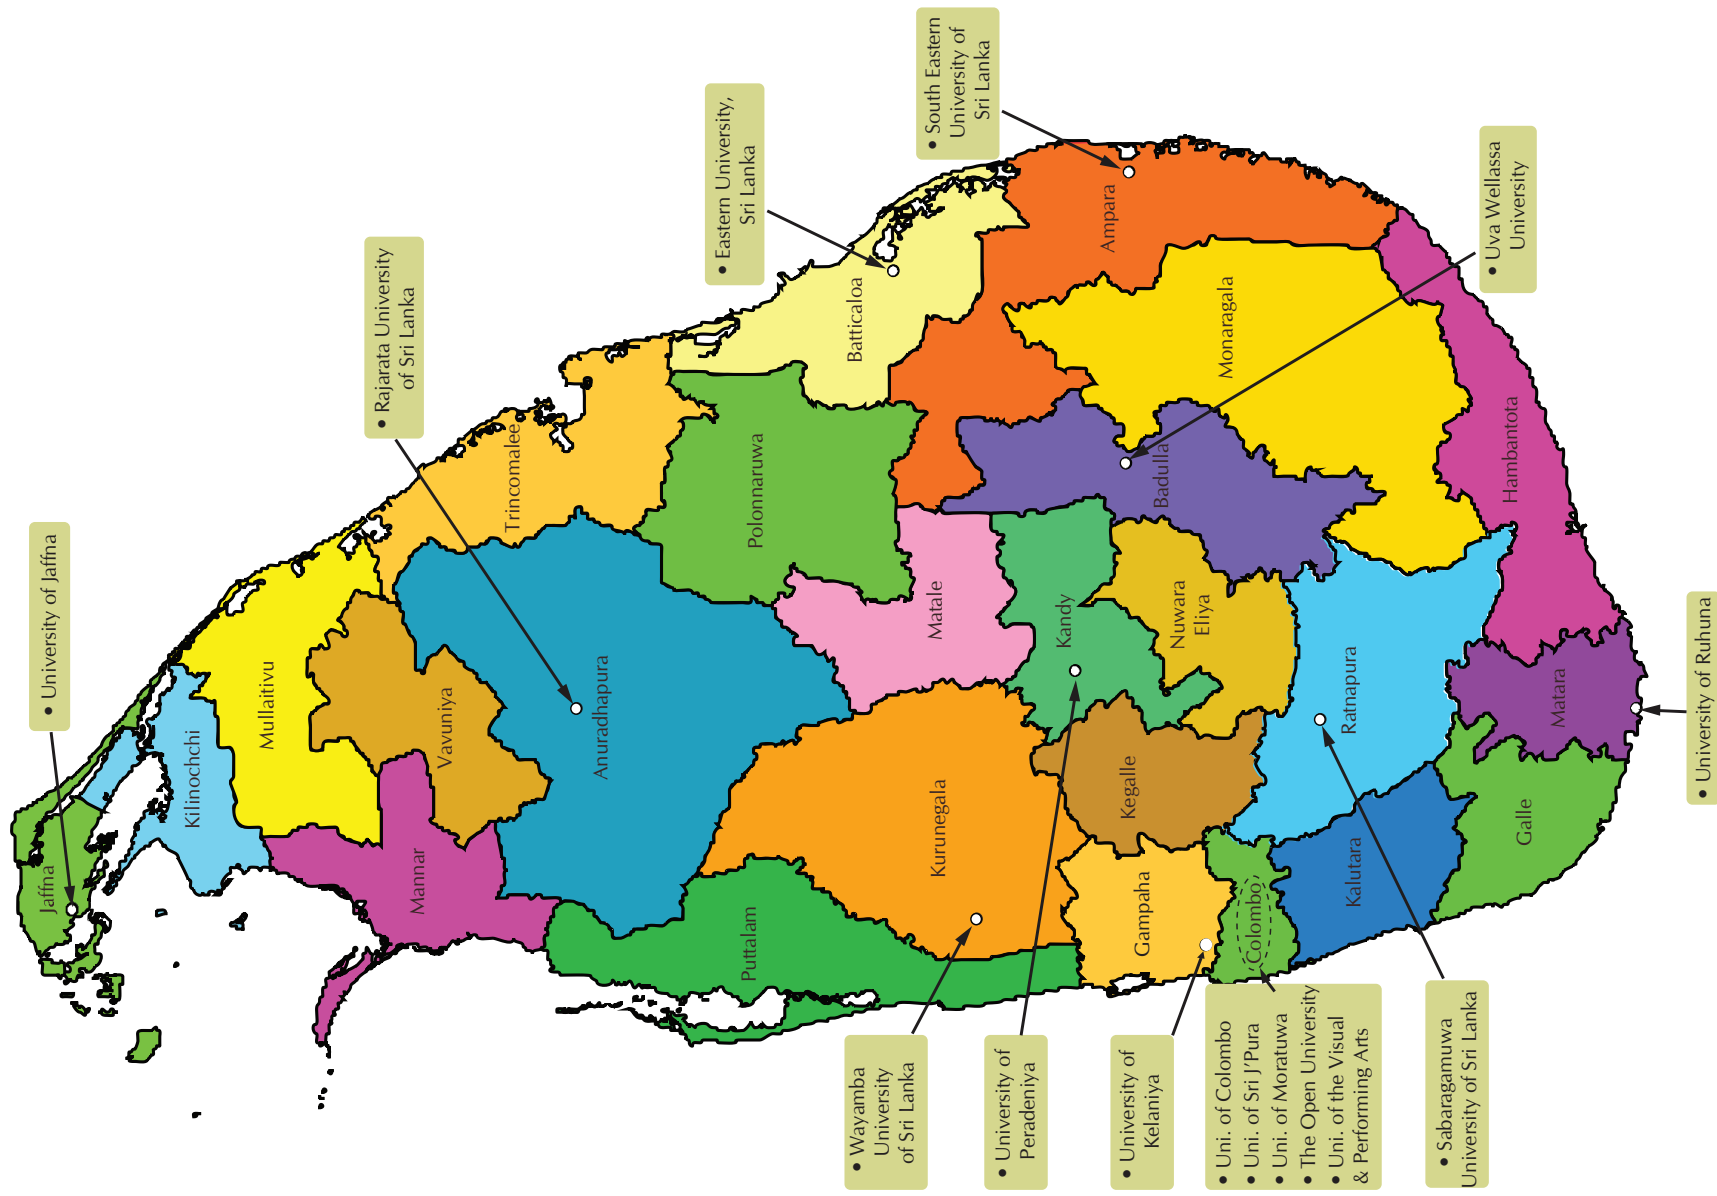 • University of Jaffna
• Rajarata University
of Sri Lanka
• Eastern University,
Sri Lanka
• South Eastern
University of
Sri Lanka
• Uva Wellassa
University
• University of Ruhuna
• Wayamba
University
of Sri Lanka
• University of
Peradeniya
• University of
Kelaniya
• Uni. of Colombo
• Uni. of Sri J’Pura
• Uni. of Moratuwa
• The Open University
• Uni. of the Visual
& Performing Arts
• Sabaragamuwa
University of Sri Lanka
Jaffna
Kilinochchi
Mullaitivu
Mannar
Vavuniya
Trincomalee
Anuradhapura
Puttalam
Polonnaruwa
Batticaloa
Matale
Kurunegala
Kandy
Ampara
Kegalle
Gampaha
Badulla
Nuwara
Eliya
Monaragala
Colombo
Ratnapura
Kalutara
Hambantota
Galle
Matara